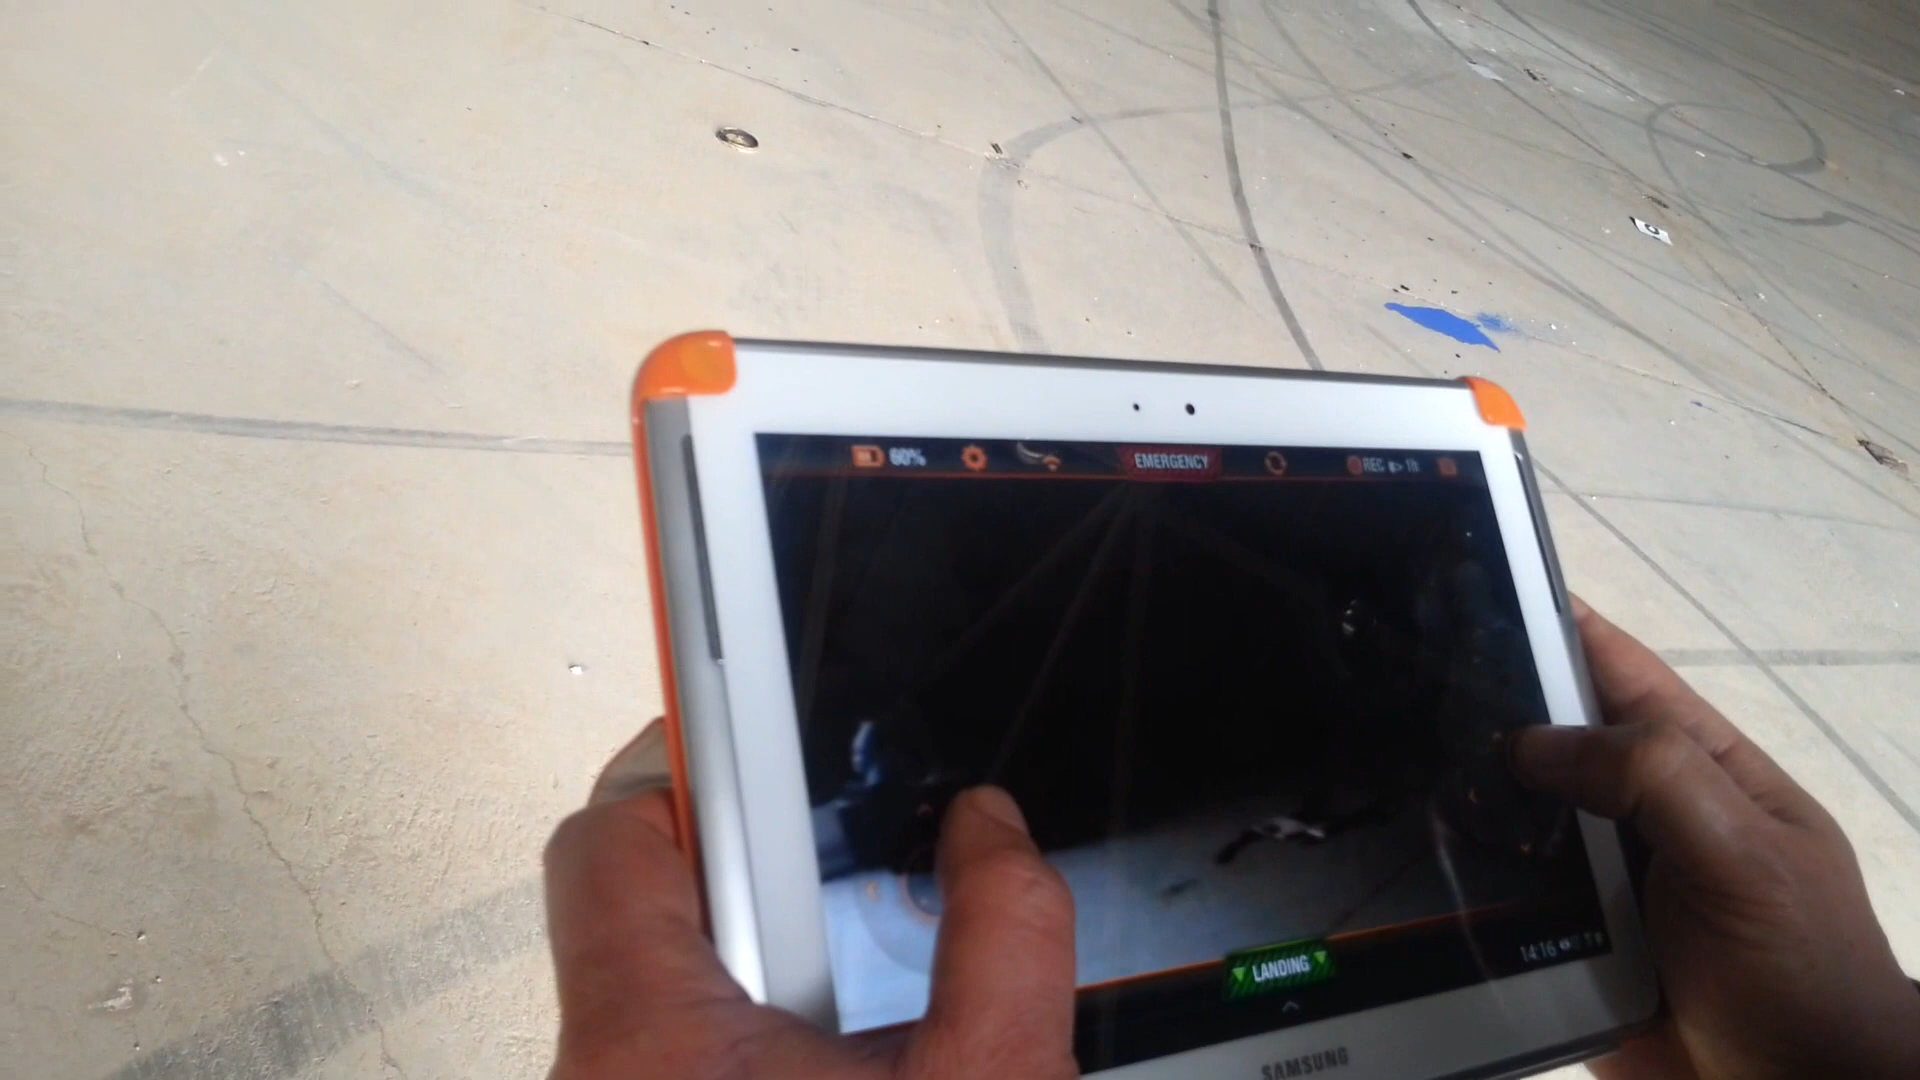 60%
EMERGENCY
REC
LANDING
14:16
SAMSUNG